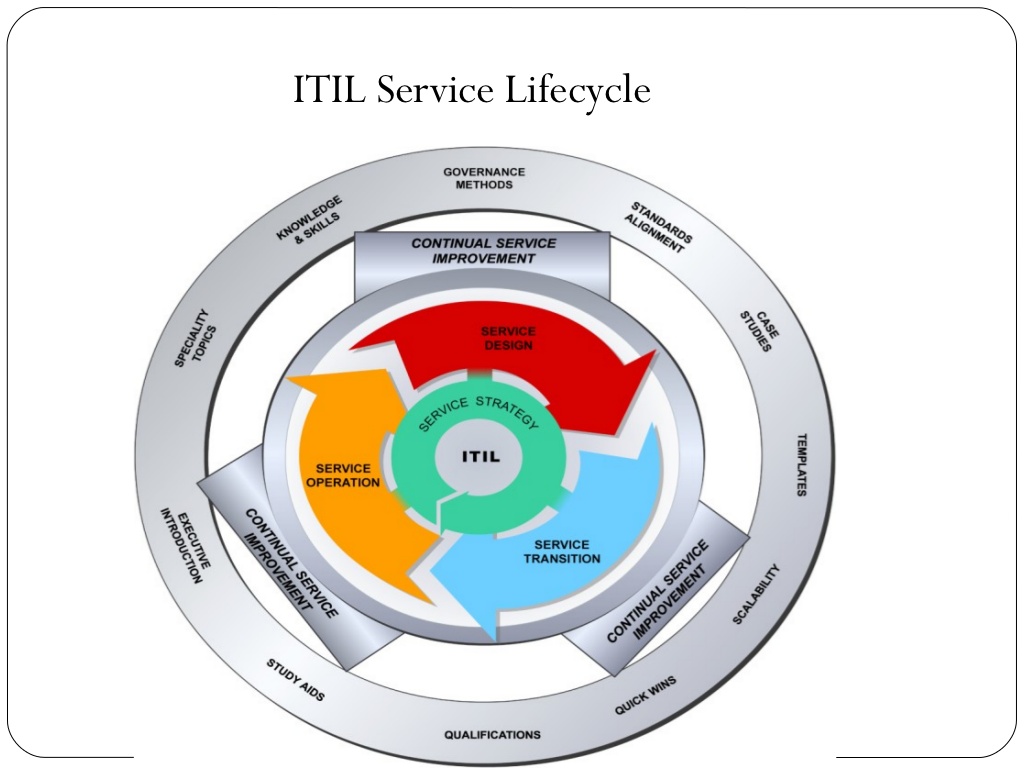 ITIL Service Lifecycle
GOVERNANCE
METHODS
KNOWLEDGE
& SKILLS
STANDARDS
ALIGNMENT
CONTINUAL SERVICE
IMPROVEMENT
SPECIALITY
TOPICS
CASE
STUDIES
SERVICE
DESIGN
SERVICE STRATEGY
ITIL
SERVICE
OPERATION
TEMPLATES
SERVICE
TRANSITION
EXECUTIVE
INTRODUCTION
CONTINUAL SERVICE
IMPROVEMENT
CONTINUAL SERVICE
IMPROVEMENT
SCALABILITY
STUDY AIDS
QUICK WINS
QUALIFICATIONS